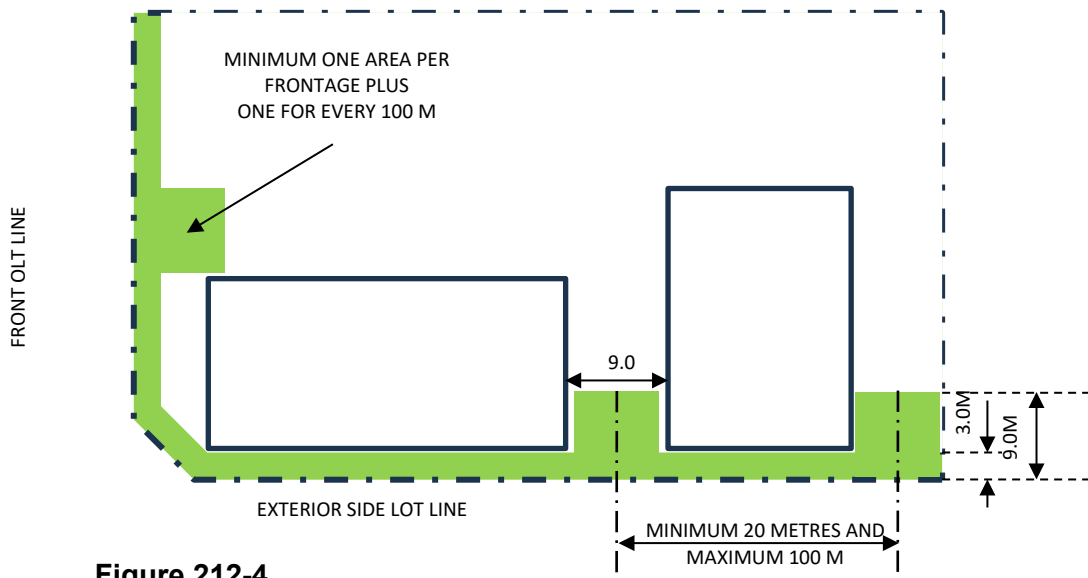 MINIMUM ONE AREA PER
FRONTAGE PLUS
ONE FOR EVERY 100 M
FRONT OLT LINE
9.0
3.0M
9.0M
EXTERIOR SIDE LOT LINE
MINIMUM 20 METRES AND
MAXIMUM 100 M
Figure 212-4